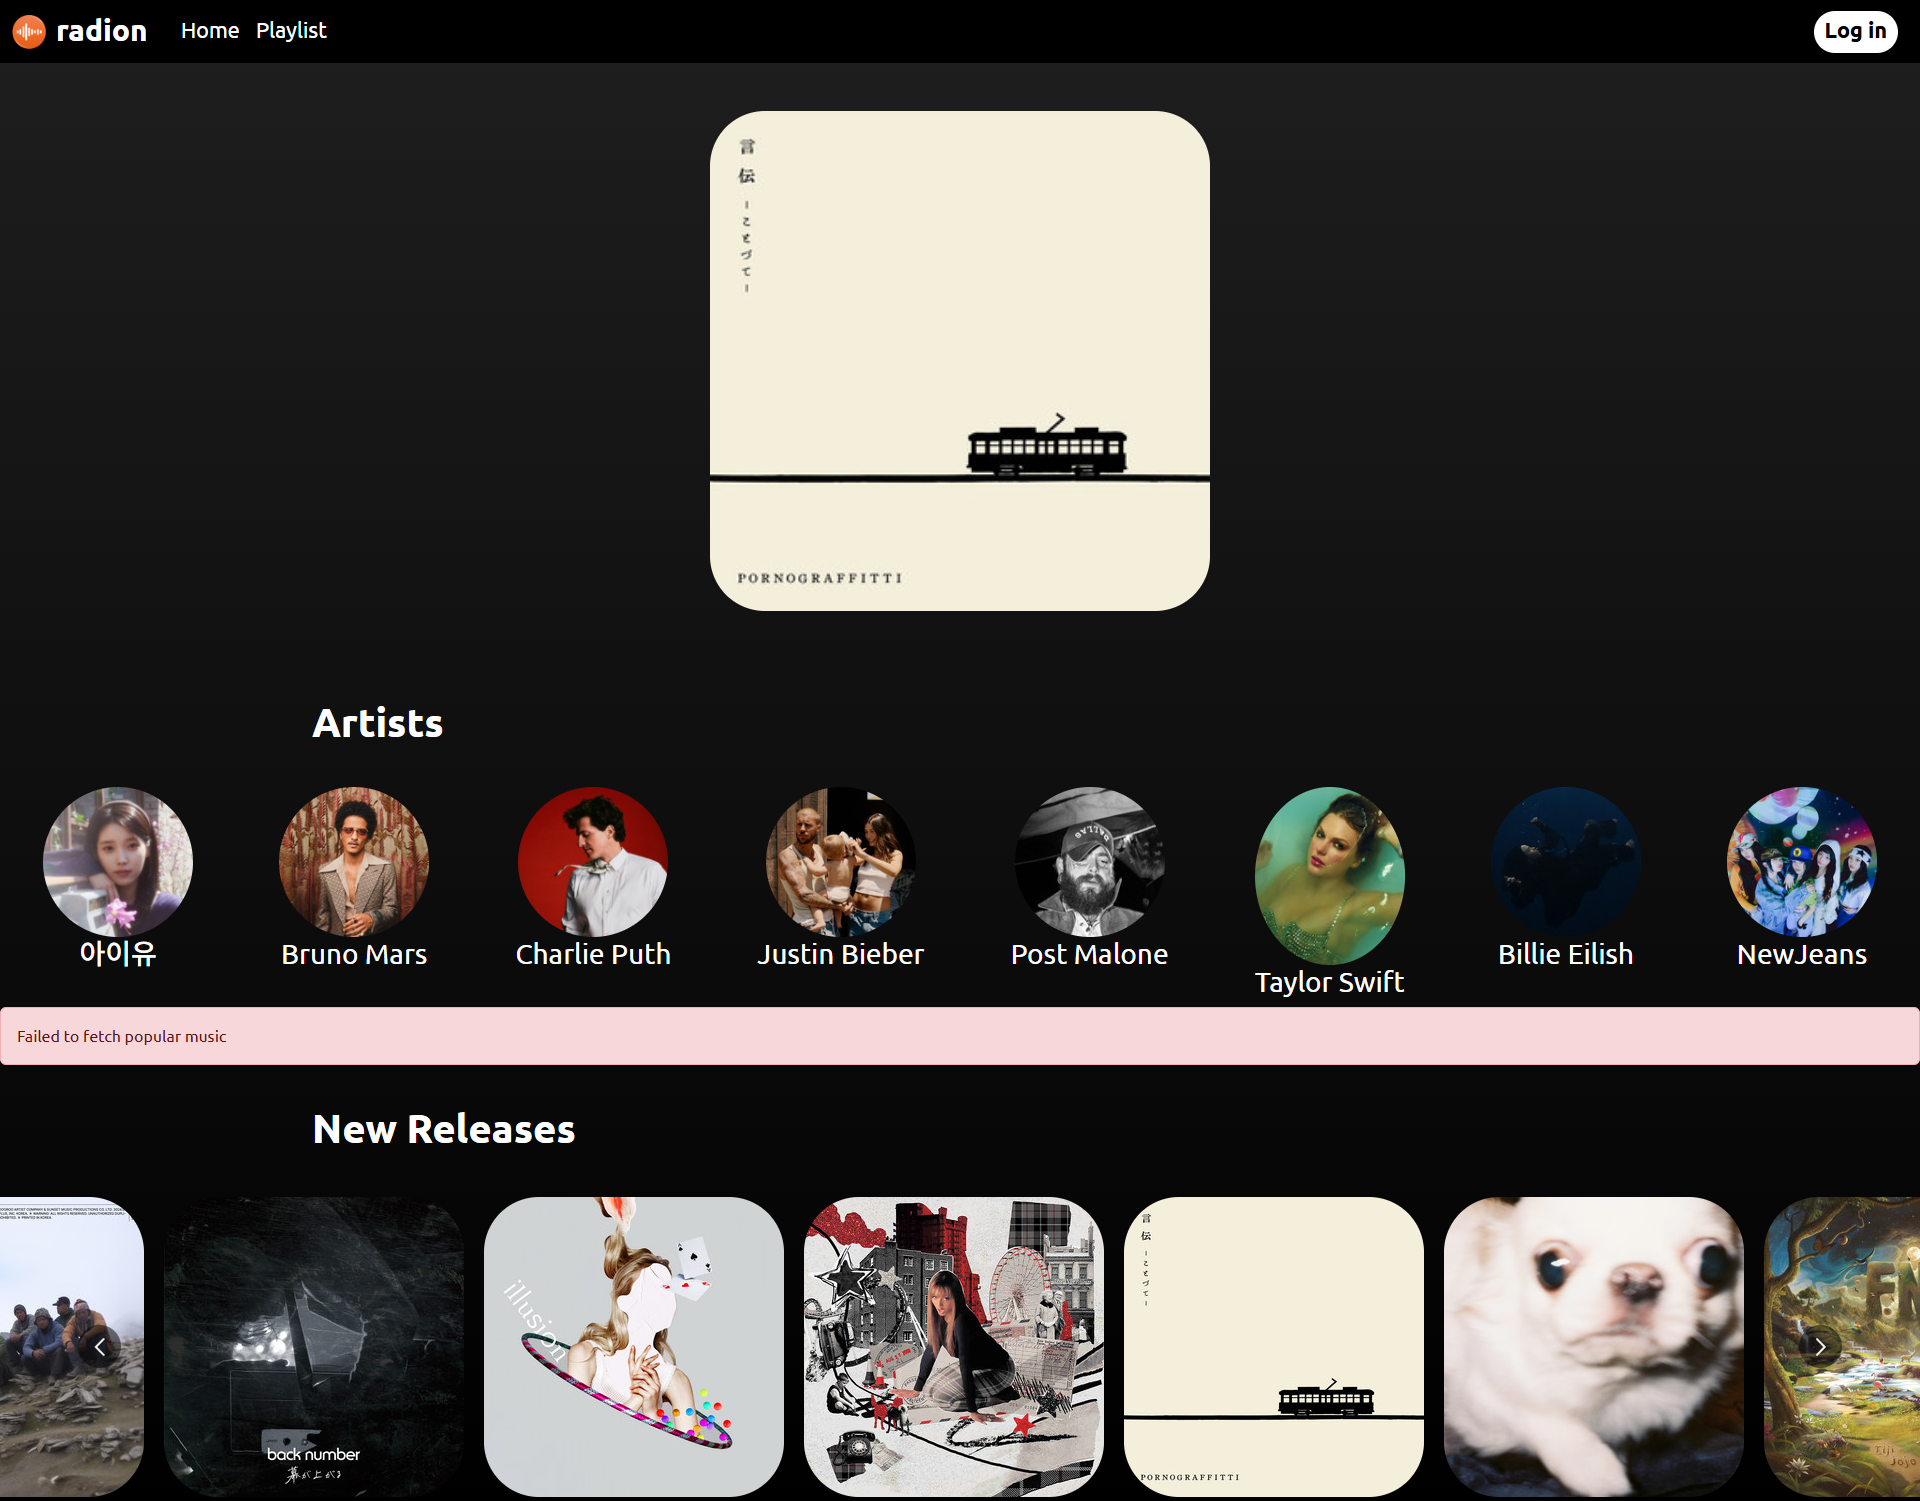 radion
Home
Playlist
Log in
言
伝
ーことづてー
PORNOGRAFFITTI
Artists
DALLAS
아이유
Bruno Mars
Charlie Puth
Justin Bieber
Post Malone
Taylor Swift
Billie Eilish
NewJeans
Failed to fetch popular music
New Releases
back number
幕が上がる
illusion
言
伝
ーことづてー
PORNOGRAFFITTI